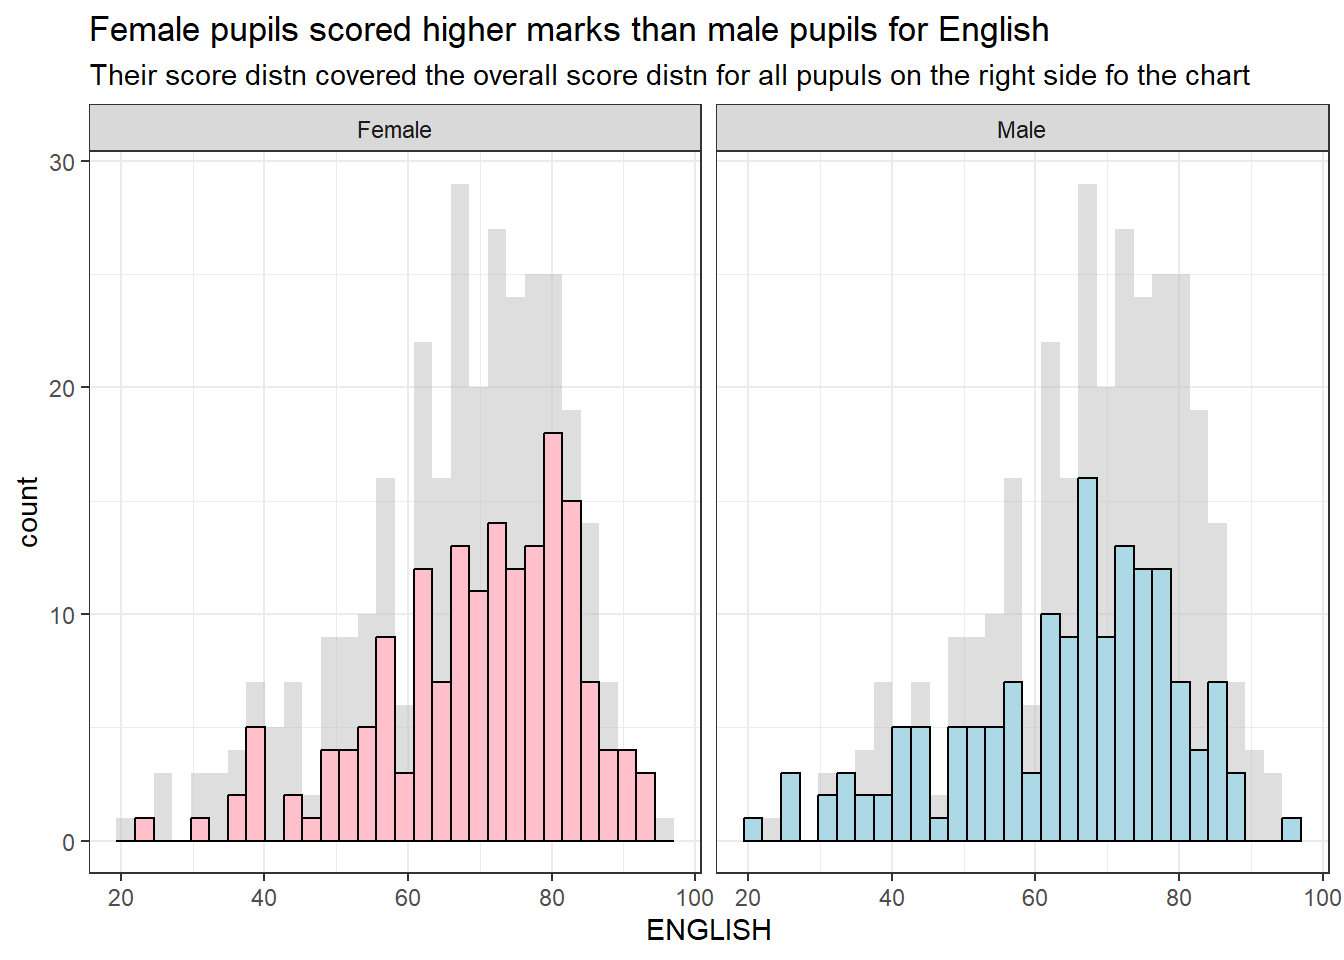 Female pupils scored higher marks than male pupils for English
Their score distn covered the overall score distn for all pupuls on the right side fo the chart
Female
Male
30
20
10
0
count
20
40
60
80
100
20
40
60
80
100
ENGLISH